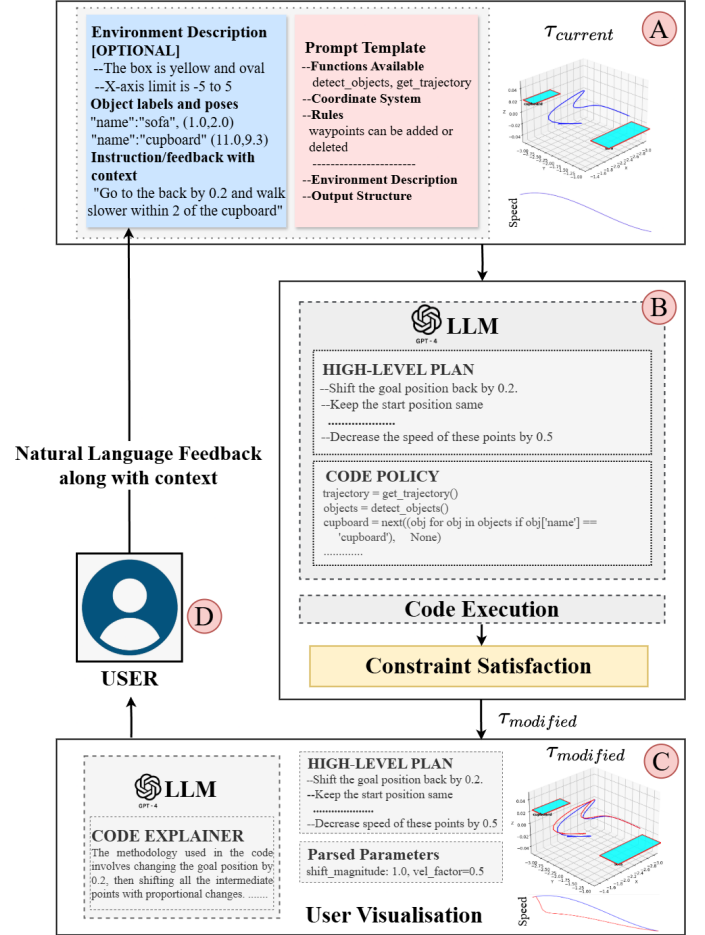 Environment Description
[OPTIONAL]
--The box is yellow and oval
--X-axis limit is -5 to 5
Object labels and poses
"name":"sofa", (1.0,2.0)
"name":"cupboard" (11.0,9.3)
Instruction/feedback with
context
"Go to the back by 0.2 and walk
slower within 2 of the cupboard"
Prompt Template
--Functions Available
detect_objects, get_trajectory
--Coordinate System
--Rules
waypoints can be added or
deleted
-----------------------
--Environment Description
--Output Structure
τcurrent
A
Speed
B
LLM
GPT-4
HIGH-LEVEL PLAN
--Shift the goal position back by 0.2.
--Keep the start position same
.....................
--Decrease the speed of these points by 0.5
CODE POLICY
trajectory = get_trajectory()
objects = detect_objects()
cupboard = next((obj for obj in objects if obj['name'] ==
'cupboard'), None)
.............
Code Execution
Constraint Satisfaction
Natural Language Feedback
along with context
D
USER
τmodified
LLM
GPT-4
CODE EXPLAINER
The methodology used in the code
involves changing the goal position by
0.2, then shifting all the intermediate
points with proportional changes. .......
HIGH-LEVEL PLAN
--Shift the goal position back by 0.2.
--Keep the start position same
.....................
--Decrease speed of these points by 0.5
Parsed Parameters
shift_magnitude: 1.0, vel_factor=0.5
τmodified
C
Speed
User Visualisation